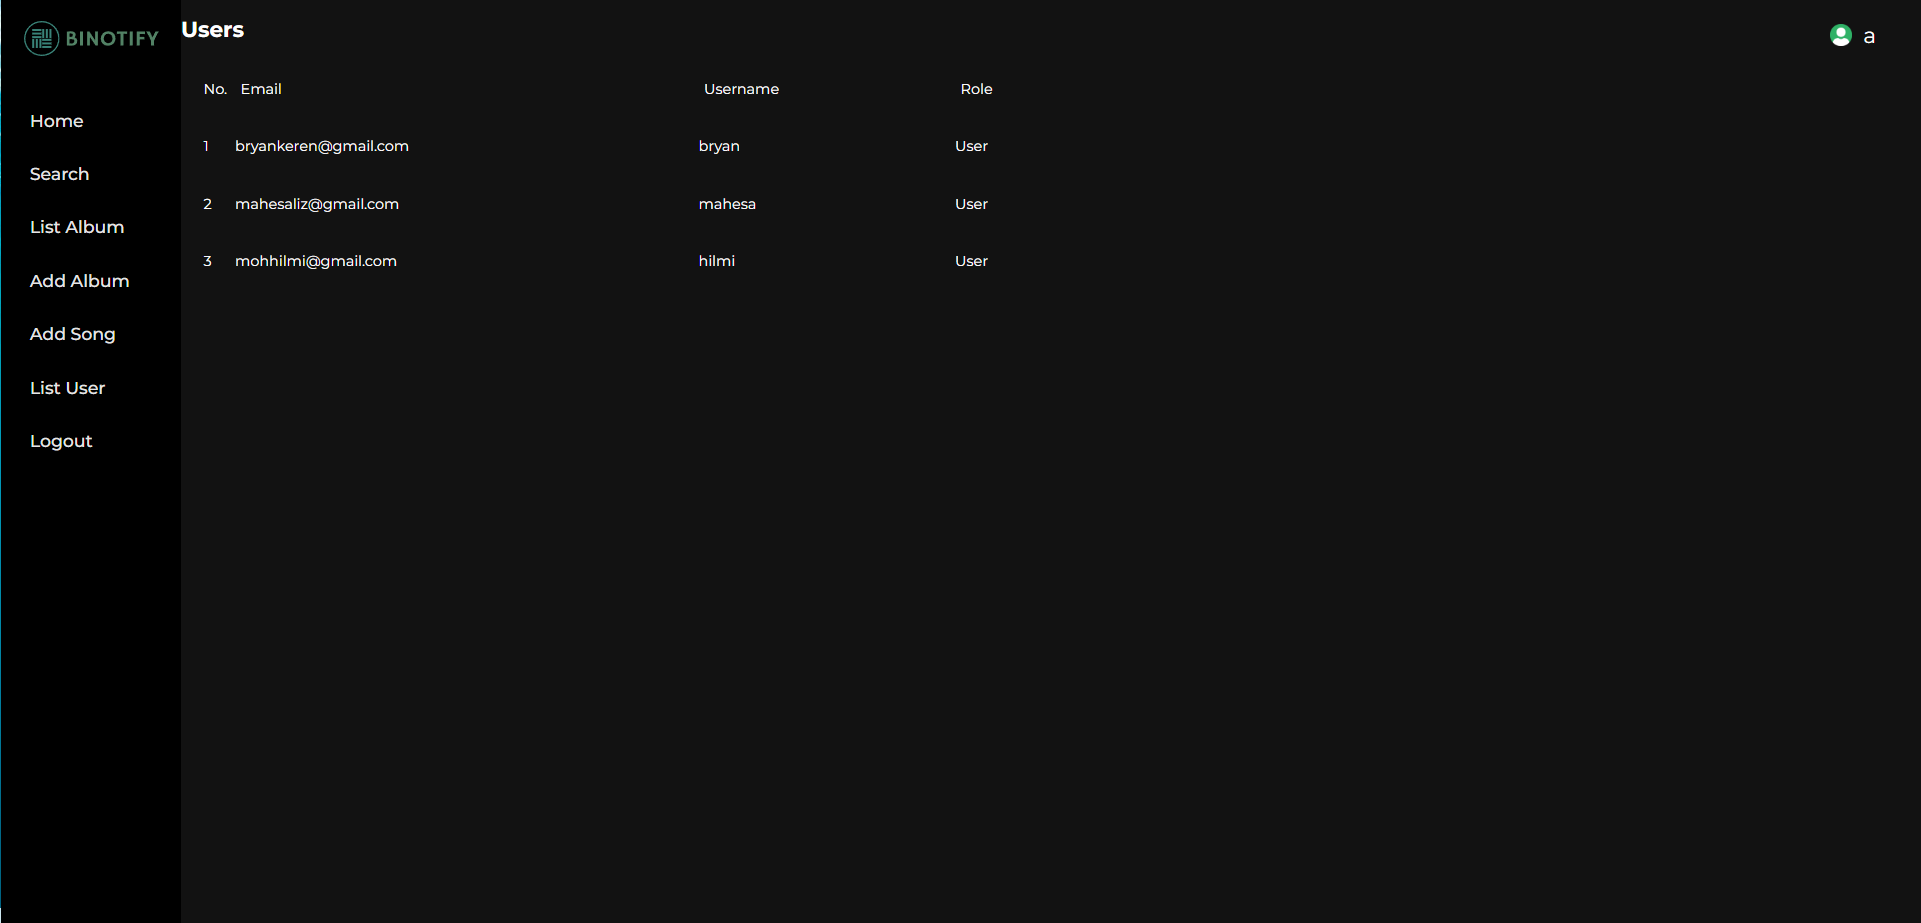 BINOTIFY
Home
Search
List Album
Add Album
Add Song
List User
Logout
Users
a
No. Email Username Role
1 bryankeren@gmail.com bryan User
2 mahesaliz@gmail.com mahesa User
3 mohhilmi@gmail.com hilmi User